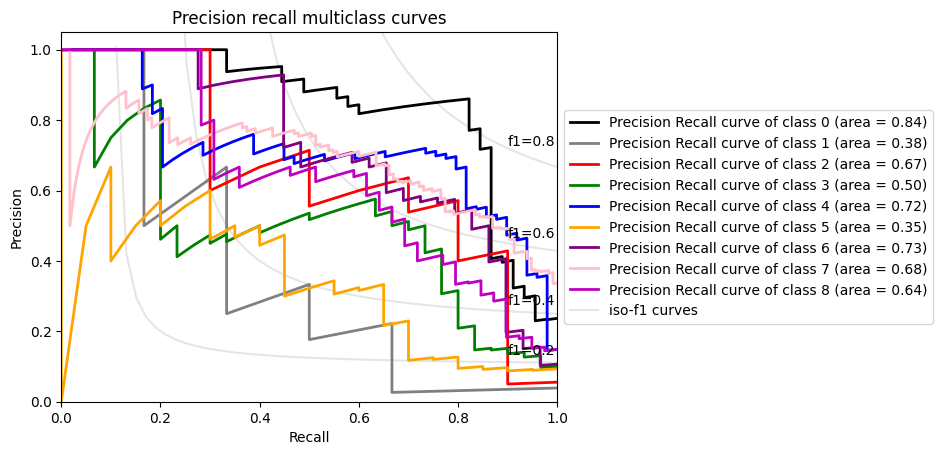 Precision recall multiclass curves
Precision
1.0
0.8
0.6
0.4
0.2
0.0
f1=0.8
f1=0.6
f1=0.4
f1=0.2
0.0 0.2 0.4 0.6 0.8 1.0
Recall
Precision Recall curve of class 0 (area = 0.84)
Precision Recall curve of class 1 (area = 0.38)
Precision Recall curve of class 2 (area = 0.67)
Precision Recall curve of class 3 (area = 0.50)
Precision Recall curve of class 4 (area = 0.72)
Precision Recall curve of class 5 (area = 0.35)
Precision Recall curve of class 6 (area = 0.73)
Precision Recall curve of class 7 (area = 0.68)
Precision Recall curve of class 8 (area = 0.64)
iso-f1 curves